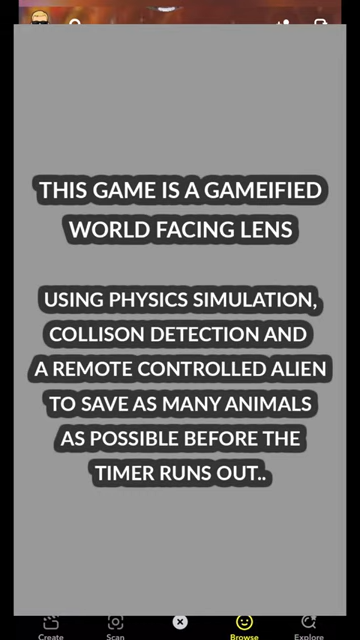 THIS GAME IS A GAMEIFIED
WORLD FACING LENS
USING PHYSICS SIMULATION,
COLLISON DETECTION AND
A REMOTE CONTROLLED ALIEN
TO SAVE AS MANY ANIMALS
AS POSSIBLE BEFORE THE
TIMER RUNS OUT..
Create Scan Browse Explore